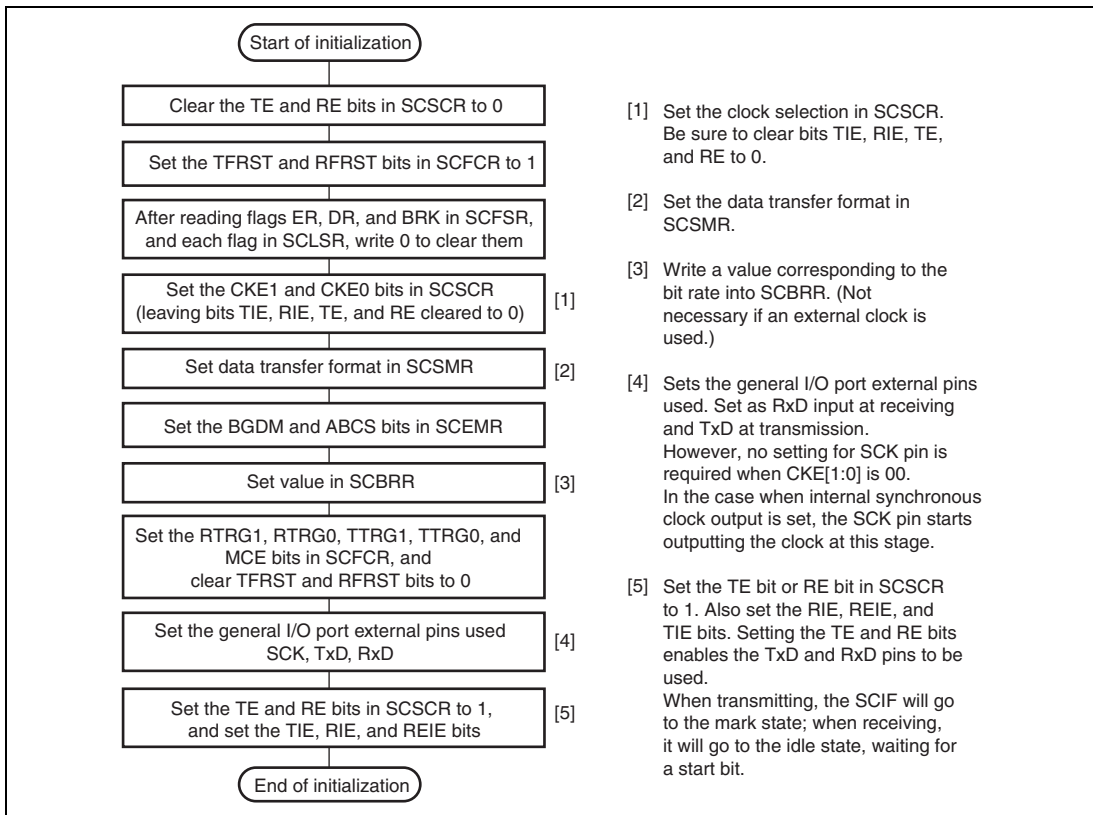 Start of initialization
Clear the TE and RE bits in SCSCR to 0
Set the TFRST and RFRST bits in SCFCR to 1
After reading flags ER, DR, and BRK in SCFSR,
and each flag in SCLSR, write 0 to clear them
Set the CKE1 and CKE0 bits in SCSCR
(leaving bits TIE, RIE, TE, and RE cleared to 0)
[1]
Set data transfer format in SCSMR
[2]
Set the BGDM and ABCS bits in SCEMR
Set value in SCBRR
[3]
Set the RTRG1, RTRG0, TTRG1, TTRG0, and
MCE bits in SCFCR, and
clear TFRST and RFRST bits to 0
Set the general I/O port external pins used
SCK, TxD, RxD
[4]
Set the TE and RE bits in SCSCR to 1,
and set the TIE, RIE, and REIE bits
[5]
End of initialization
[1] Set the clock selection in SCSCR.
Be sure to clear bits TIE, RIE, TE,
and RE to 0.
[2] Set the data transfer format in
SCSMR.
[3] Write a value corresponding to the
bit rate into SCBRR. (Not
necessary if an external clock is
used.)
[4] Sets the general I/O port external pins
used. Set as RxD input at receiving
and TxD at transmission.
However, no setting for SCK pin is
required when CKE[1:0] is 00.
In the case when internal synchronous
clock output is set, the SCK pin starts
outputting the clock at this stage.
[5] Set the TE bit or RE bit in SCSCR
to 1. Also set the RIE, REIE, and
TIE bits. Setting the TE and RE bits
enables the TxD and RxD pins to be
used.
When transmitting, the SCIF will go
to the mark state; when receiving,
it will go to the idle state, waiting for
a start bit.